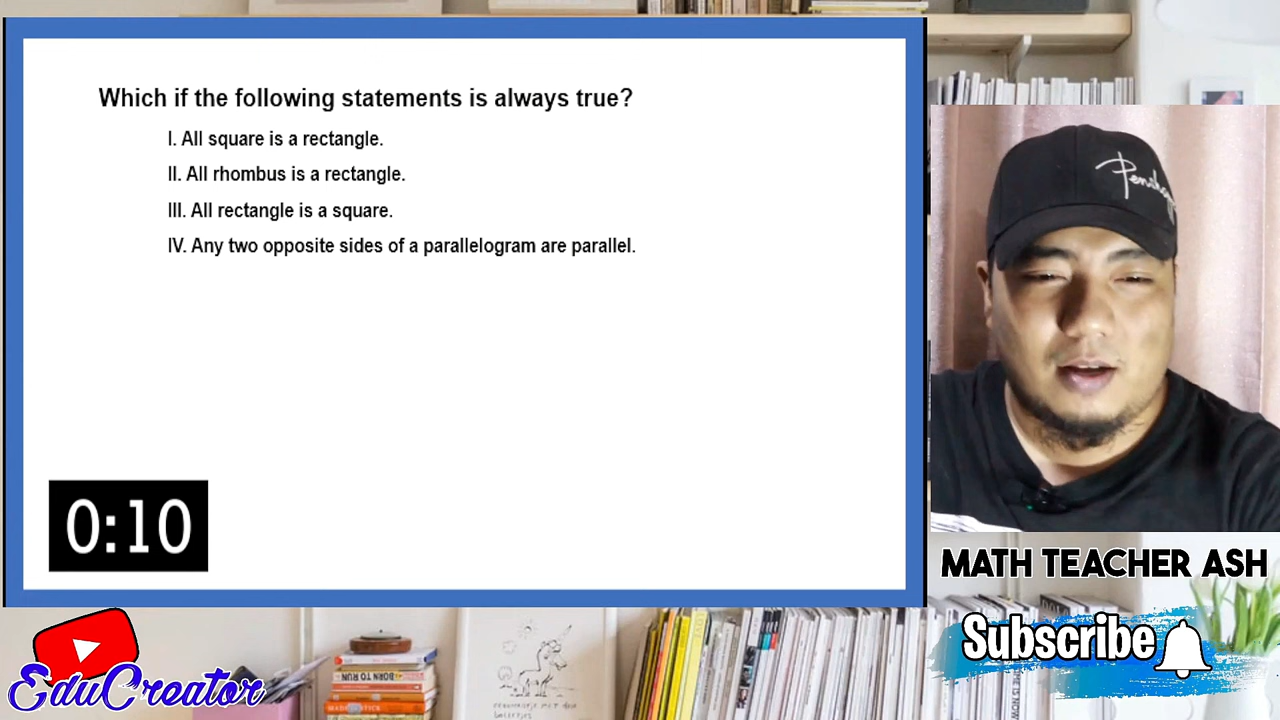 Which if the following statements is always true?
I. All square is a rectangle.
II. All rhombus is a rectangle.
III. All rectangle is a square.
IV. Any two opposite sides of a parallelogram are parallel.
0:10
MATH TEACHER ASH
Subscribe
EduCreator
BORN TO RUN